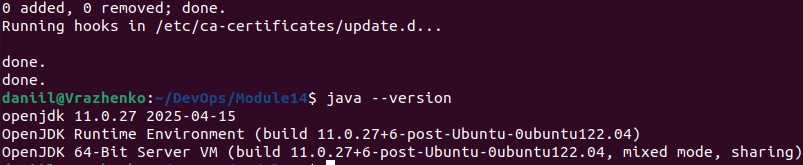 0 added, 0 removed; done.
Running hooks in /etc/ca-certificates/update.d...
done.
done.
daniil@Vrazhenko:~/DevOps/Module14$ java --version
openjdk 11.0.27 2025-04-15
OpenJDK Runtime Environment (build 11.0.27+6-post-Ubuntu-0ubuntu122.04)
OpenJDK 64-Bit Server VM (build 11.0.27+6-post-Ubuntu-0ubuntu122.04, mixed mode, sharing)